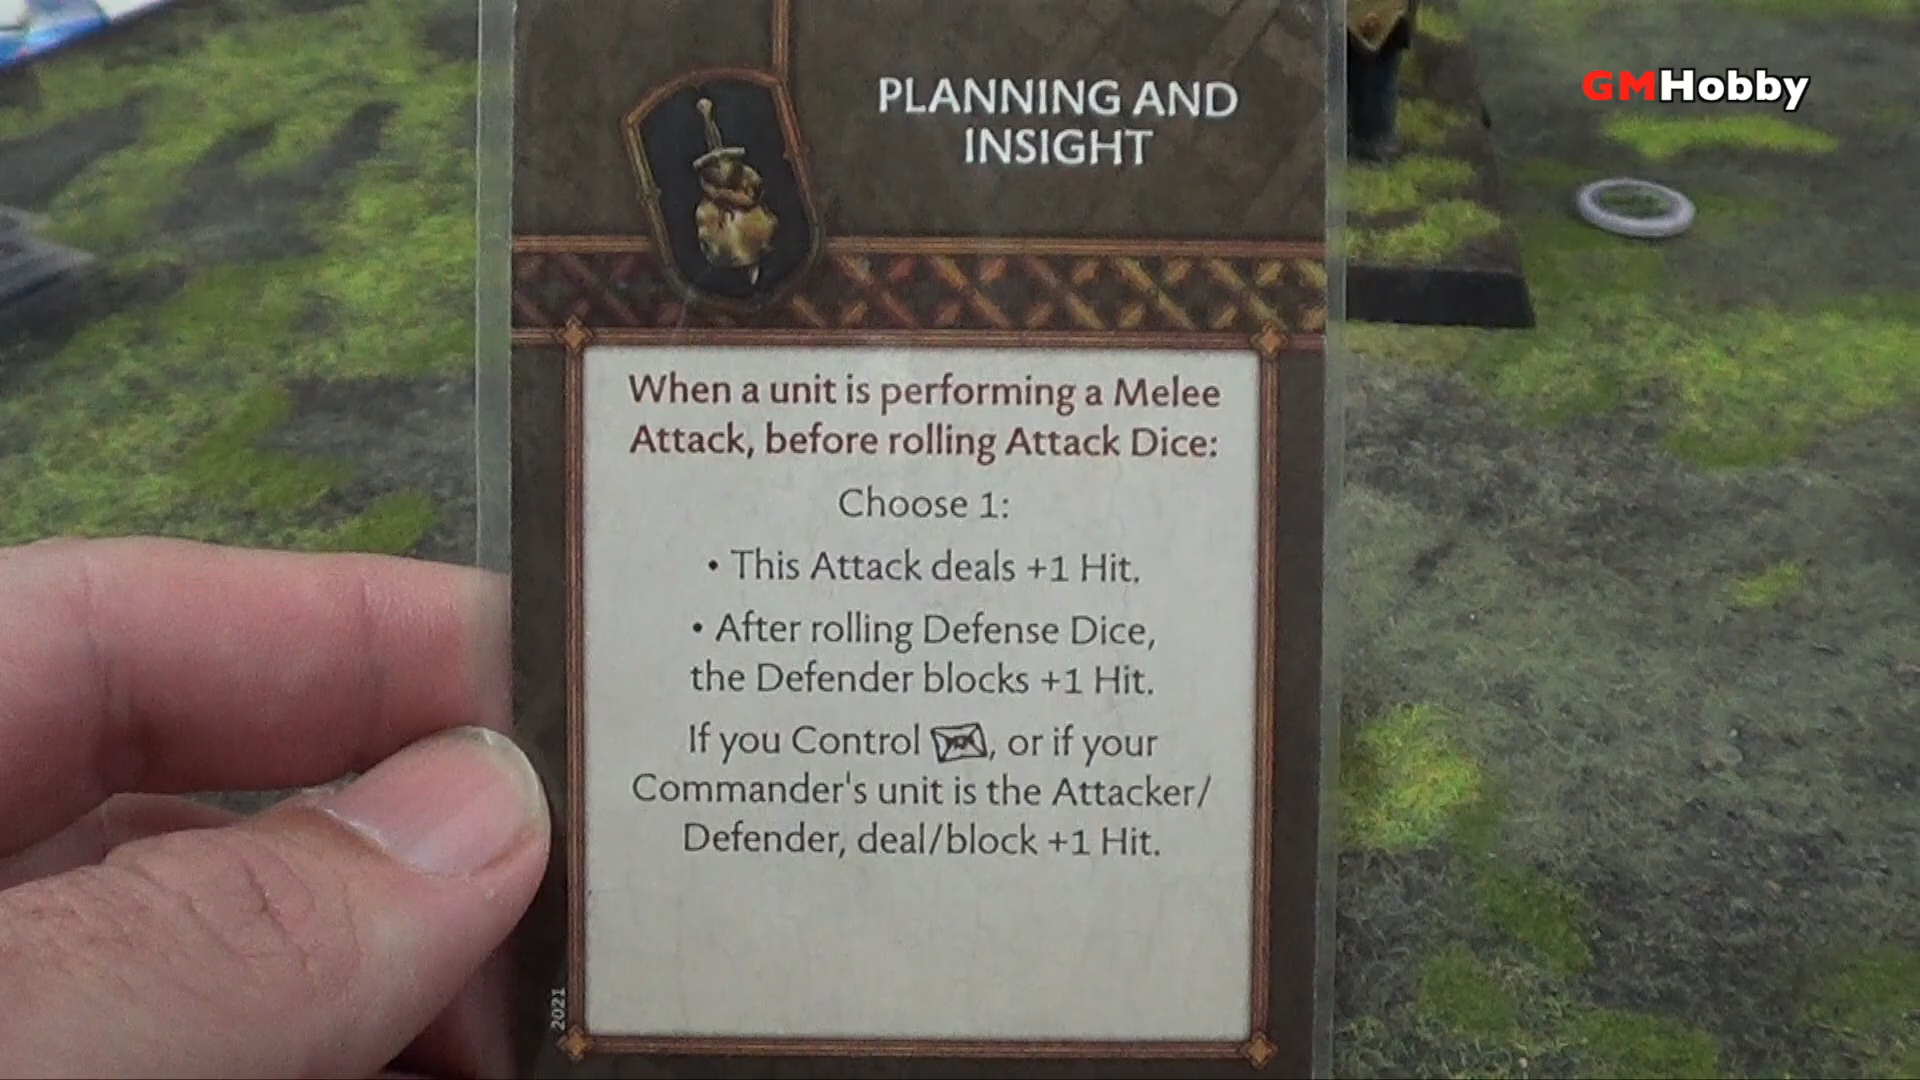 GMHobby
PLANNING AND
INSIGHT
When a unit is performing a Melee
Attack, before rolling Attack Dice:
Choose 1:
• This Attack deals +1 Hit.
• After rolling Defense Dice,
the Defender blocks +1 Hit.
If you Control , or if your
Commander's unit is the Attacker/
Defender, deal/block +1 Hit.
2021